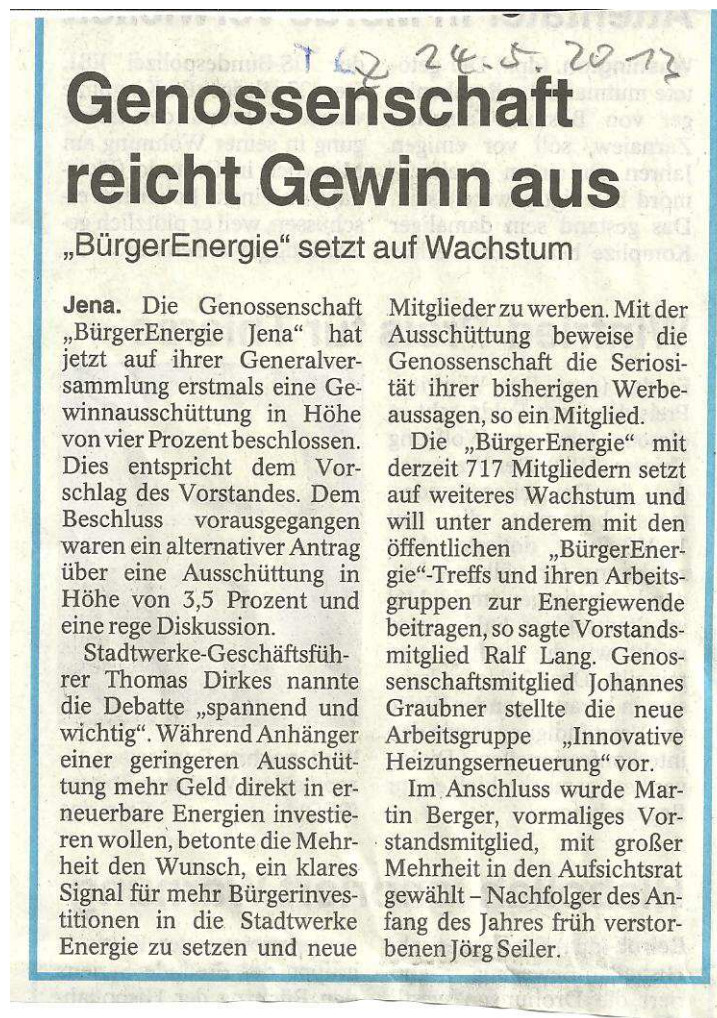 TLZ 24.5.2013
Genossenschaft
reicht Gewinn aus
„BürgerEnergie“ setzt auf Wachstum
Jena. Die Genossenschaft
„BürgerEnergie Jena“ hat
jetzt auf ihrer Generalver-
sammlung erstmals eine Ge-
winnausschüttung in Höhe
von vier Prozent beschlossen.
Dies entspricht dem Vor-
schlag des Vorstandes. Dem
Beschluss vorausgegangen
waren ein alternativer Antrag
über eine Ausschüttung in
Höhe von 3,5 Prozent und
eine rege Diskussion.
Stadtwerke-Geschäftsfüh-
rer Thomas Dirkes nannte
die Debatte „spannend und
wichtig“. Während Anhänger
einer geringeren Ausschüt-
tung mehr Geld direkt in er-
neuerbare Energien investie-
ren wollen, betonte die Mehr-
heit den Wunsch, ein klares
Signal für mehr Bürgerinves-
titionen in die Stadtwerke
Energie zu setzen und neue
Mitglieder zu werben. Mit der
Ausschüttung beweise die
Genossenschaft die Seriosi-
tät ihrer bisherigen Werbe-
aussagen, so ein Mitglied.
Die „BürgerEnergie“ mit
derzeit 717 Mitgliedern setzt
auf weiteres Wachstum und
will unter anderem mit den
öffentlichen „BürgerEner-
gie“-Treffs und ihren Arbeits-
gruppen zur Energiewende
beitragen, so sagte Vorstands-
mitglied Ralf Lang. Genos-
senschaftsmitglied Johannes
Graubner stellte die neue
Arbeitsgruppe „Innovative
Heizungserneuerung“ vor.
Im Anschluss wurde Mar-
tin Berger, vormaliges Vor-
standsmitglied, mit großer
Mehrheit in den Aufsichtsrat
gewählt – Nachfolger des An-
fang des Jahres früh verstor-
benen Jörg Seiler.